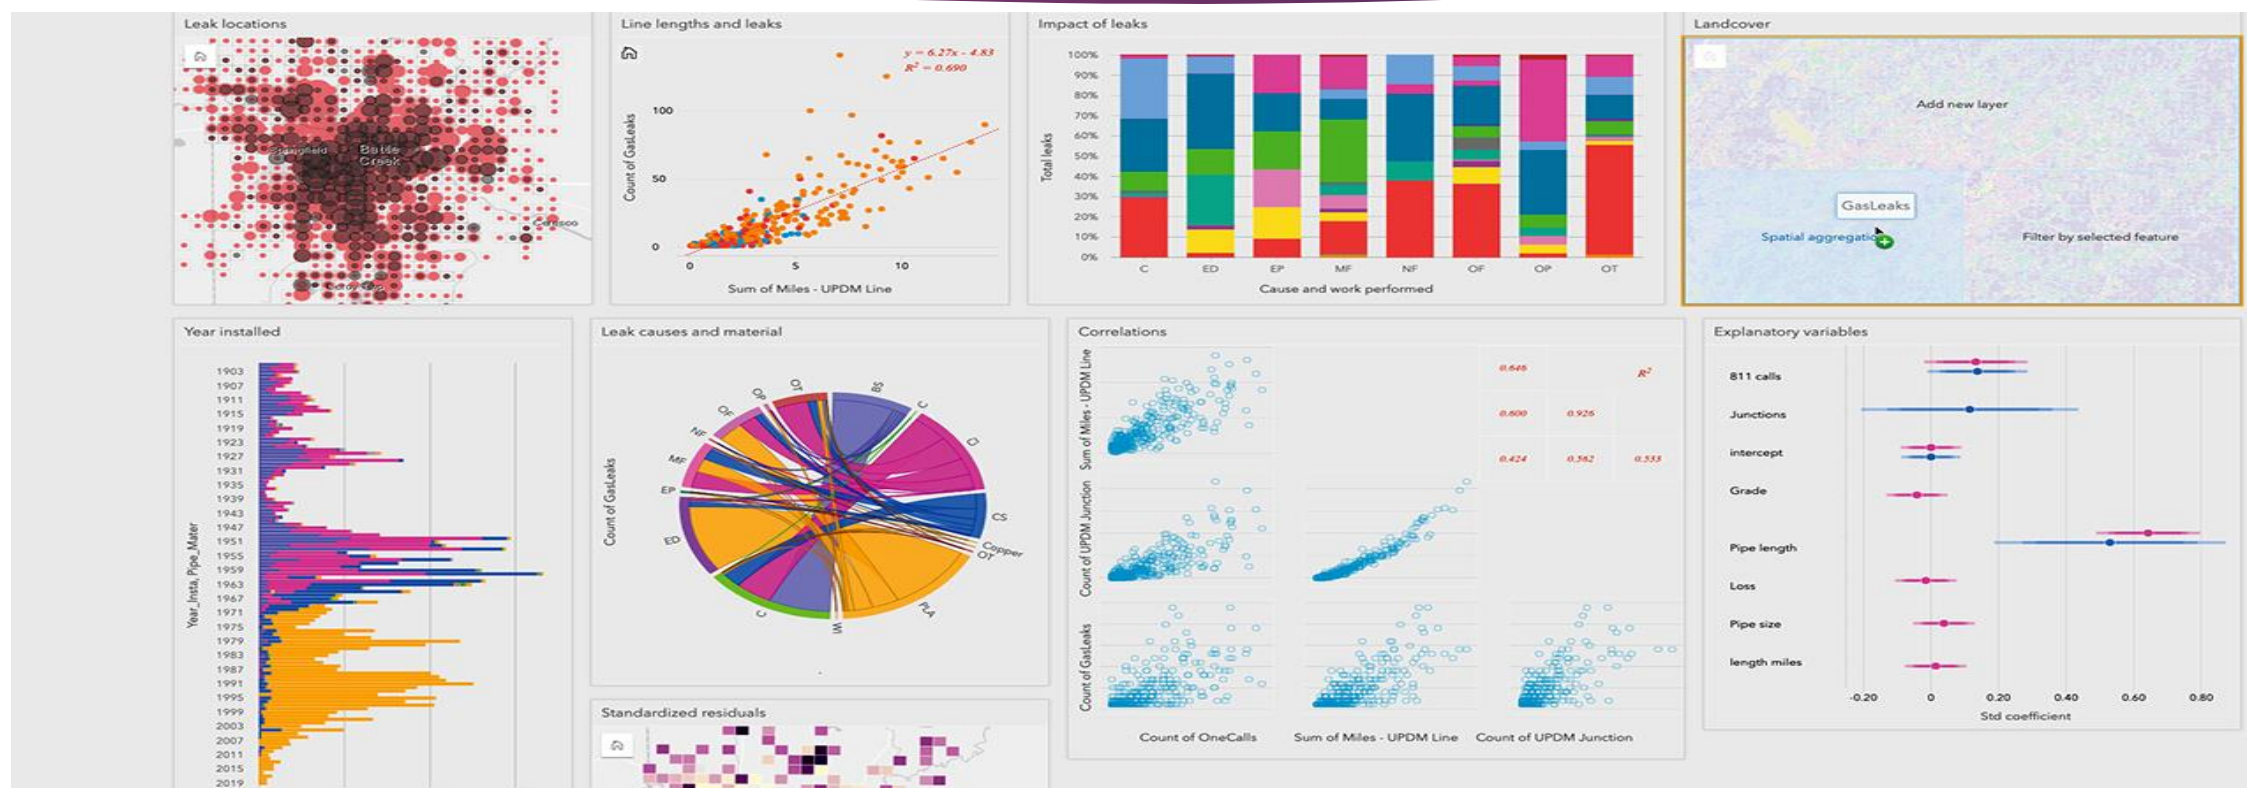 Leak locations
Springfield
Battle
Creek
Ceresco
Line lengths and leaks
y = 6.27x - 4.83
R² = 0.690
Count of GasLeaks
100
50
0
0
5
10
Sum of Miles - UPDM Line
Impact of leaks
Total leaks
100%
90%
80%
70%
60%
50%
40%
30%
20%
10%
0%
C
ED
EP
MF
NF
OF
OP
OT
Cause and work performed
Landcover
Add new layer
GasLeaks
Spatial aggregatio
Filter by selected feature
Year installed
Year_Insta, Pipe_Mater
1903
1907
1911
1915
1919
1923
1927
1931
1935
1939
1943
1947
1951
1955
1959
1963
1967
1971
1975
1979
1983
1987
1991
1995
1999
2003
2007
2011
2015
2019
Leak causes and material
Count of GasLeaks
BS
C
CI
CS
Copper
OT
PLA
WI
C
ED
EP
MF
NF
OF
OP
OT
Standardized residuals
Correlations
Sum of Miles - UPDM Line
Count of UPDM Junction
Count of GasLeaks
0.646
R²
0.600
0.926
0.424
0.562
0.533
Count of OneCalls
Sum of Miles - UPDM Line
Count of UPDM Junction
Explanatory variables
811 calls
Junctions
intercept
Grade
Pipe length
Loss
Pipe size
length miles
-0.20
0
0.20
0.40
0.60
0.80
Std coefficient